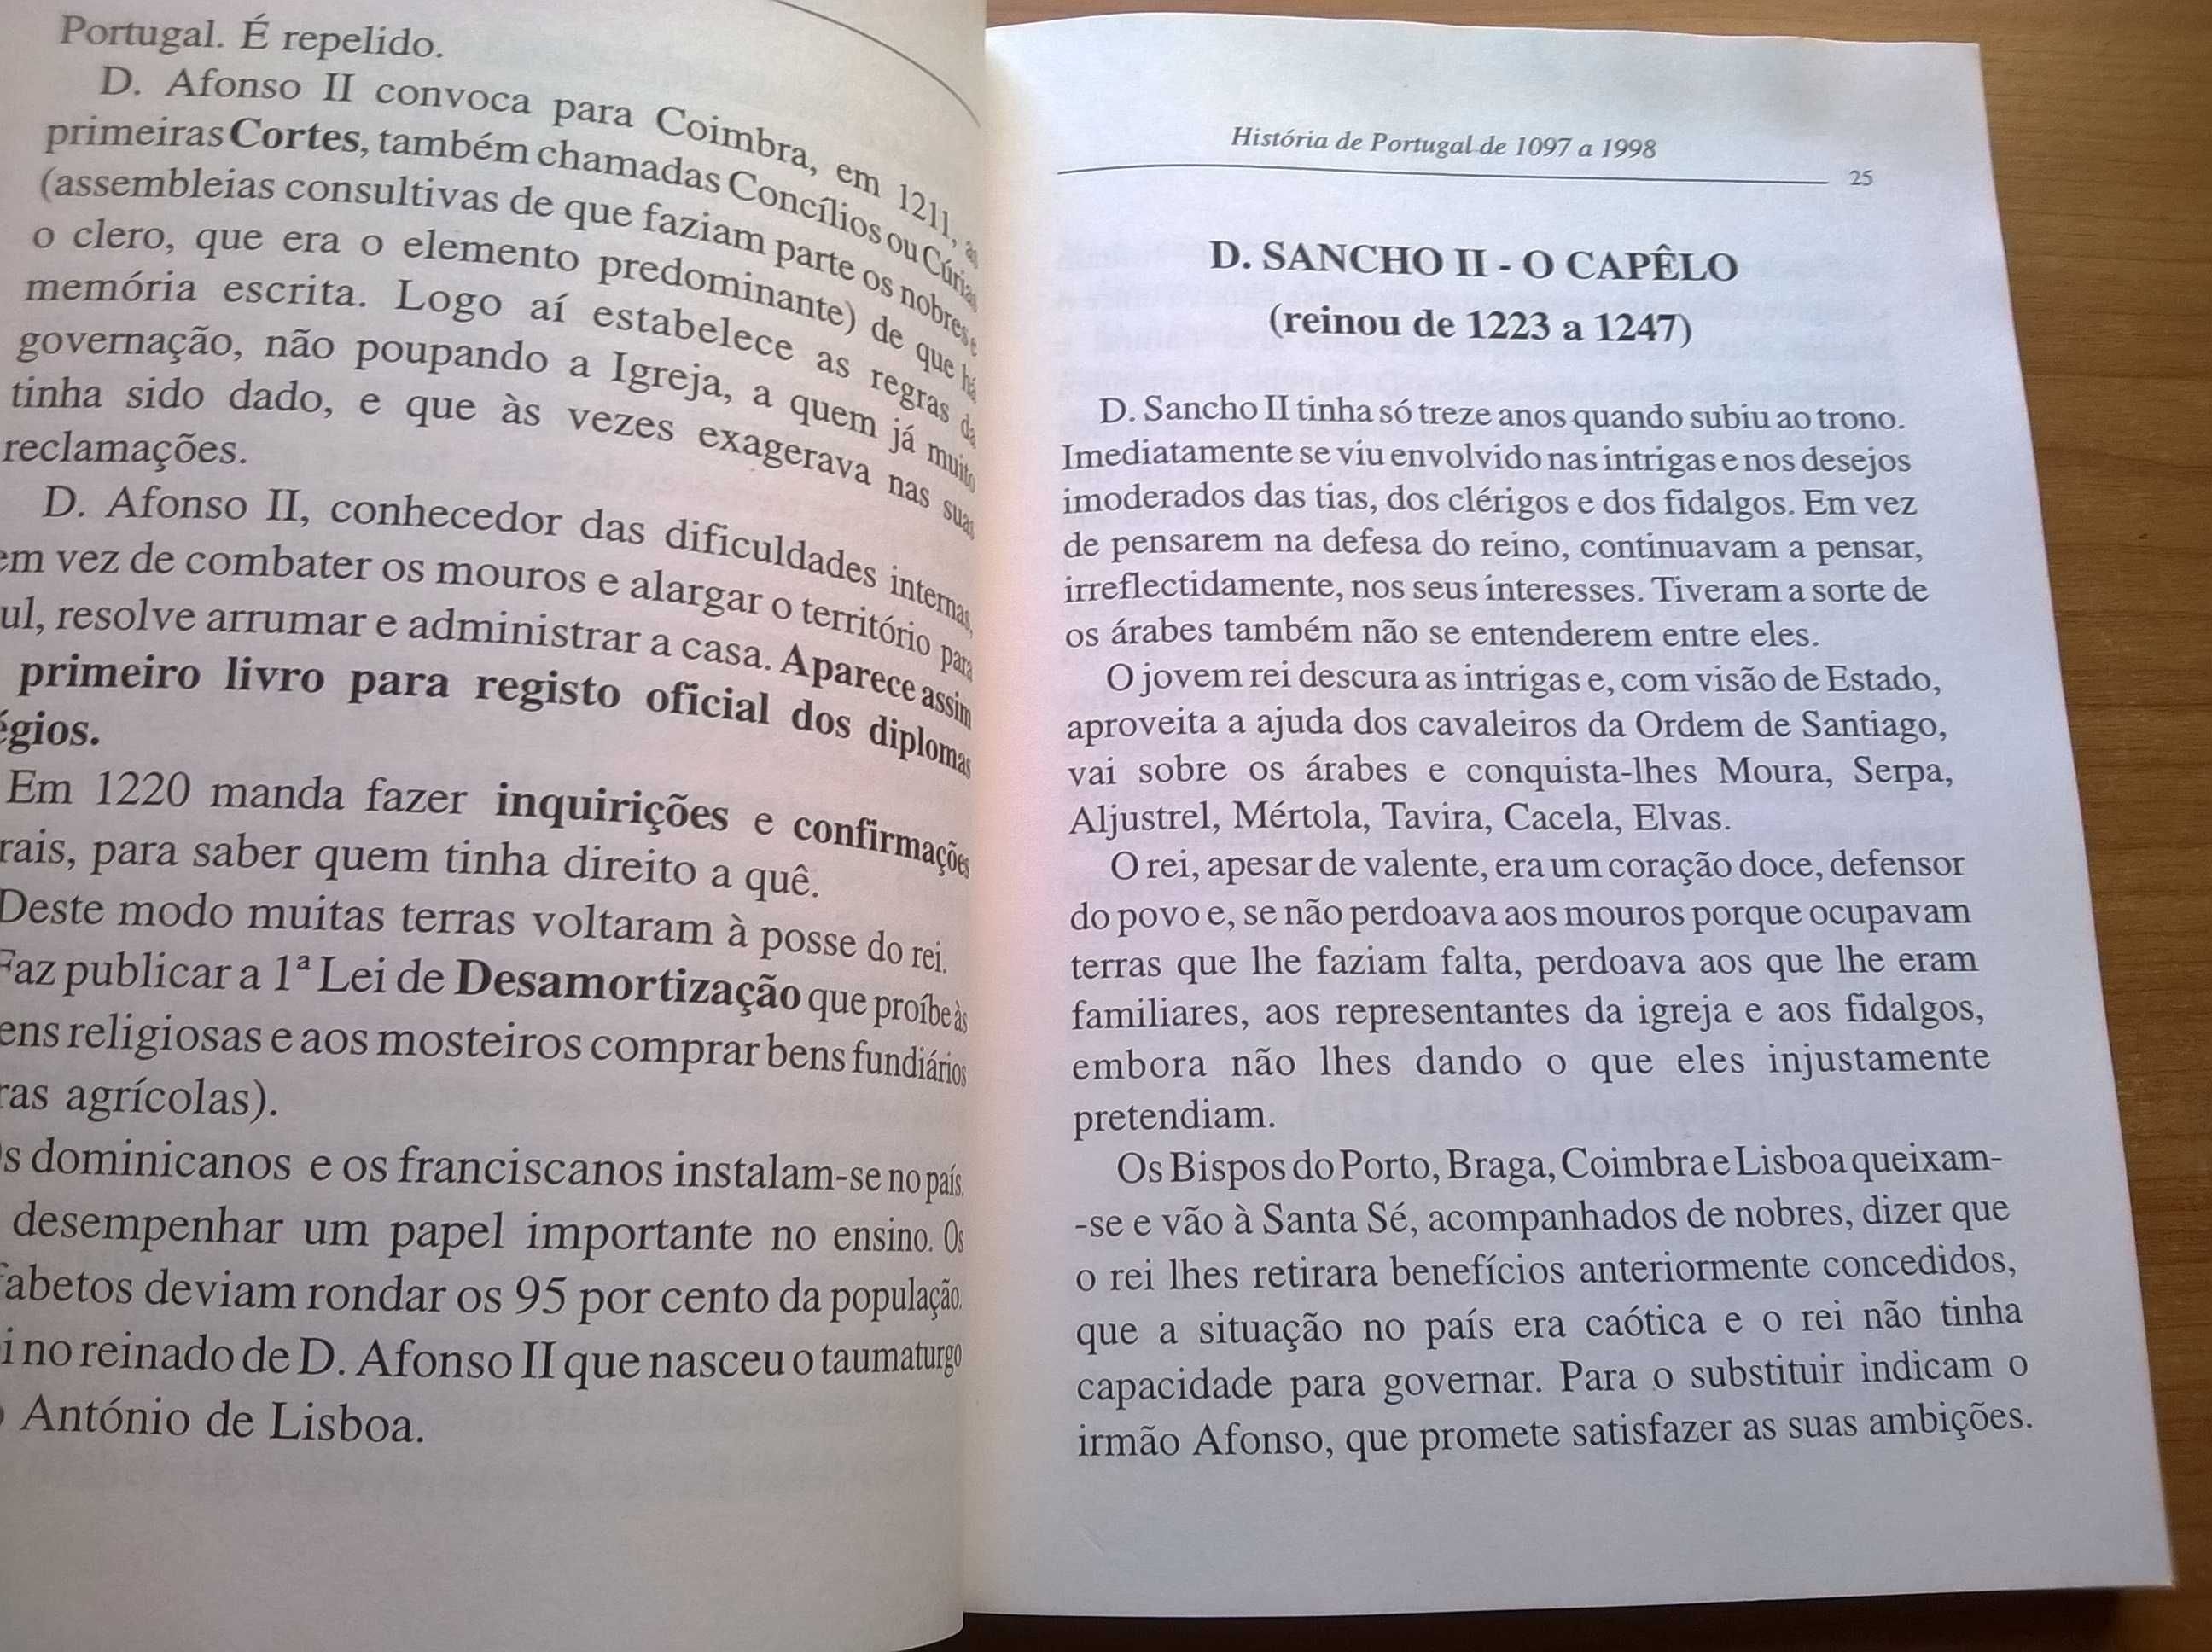 Portugal. É repelido.
D. Afonso II convoca para Coimbra, em 1211, as
primeiras Cortes, também chamadas Concílios ou Cúrias
(assembleias consultivas de que faziam parte os nobres e
o clero, que era o elemento predominante) de que há
memória escrita. Logo aí estabelece as regras da
governação, não poupando a Igreja, a quem já muito
tinha sido dado, e que às vezes exagerava nas suas
reclamações.
D. Afonso II, conhecedor das dificuldades internas,
em vez de combater os mouros e alargar o território para
ul, resolve arrumar e administrar a casa. Aparece assim
primeiro livro para registo oficial dos diplomas
égios.
Em 1220 manda fazer inquirições e confirmações
rais, para saber quem tinha direito a quê.
Deste modo muitas terras voltaram à posse do rei.
Faz publicar a 1ª Lei de Desamortização que proíbe às
ens religiosas e aos mosteiros comprar bens fundiários
ras agrícolas).
s dominicanos e os franciscanos instalam-se no país.
desempenhar um papel importante no ensino. Os
fabetos deviam rondar os 95 por cento da população.
i no reinado de D. Afonso II que nasceu o taumaturgo
António de Lisboa.
História de Portugal de 1097 a 1998
25
D. SANCHO II - O CAPÊLO
(reinou de 1223 a 1247)
D. Sancho II tinha só treze anos quando subiu ao trono.
Imediatamente se viu envolvido nas intrigas e nos desejos
imoderados das tias, dos clérigos e dos fidalgos. Em vez
de pensarem na defesa do reino, continuavam a pensar,
irreflectidamente, nos seus interesses. Tiveram a sorte de
os árabes também não se entenderem entre eles.
O jovem rei descura as intrigas e, com visão de Estado,
aproveita a ajuda dos cavaleiros da Ordem de Santiago,
vai sobre os árabes e conquista-lhes Moura, Serpa,
Aljustrel, Mértola, Tavira, Cacela, Elvas.
O rei, apesar de valente, era um coração doce, defensor
do povo e, se não perdoava aos mouros porque ocupavam
terras que lhe faziam falta, perdoava aos que lhe eram
familiares, aos representantes da igreja e aos fidalgos,
embora não lhes dando o que eles injustamente
pretendiam.
Os Bispos do Porto, Braga, Coimbra e Lisboa queixam-
-se e vão à Santa Sé, acompanhados de nobres, dizer que
o rei lhes retirara benefícios anteriormente concedidos,
que a situação no país era caótica e o rei não tinha
capacidade para governar. Para o substituir indicam o
irmão Afonso, que promete satisfazer as suas ambições.